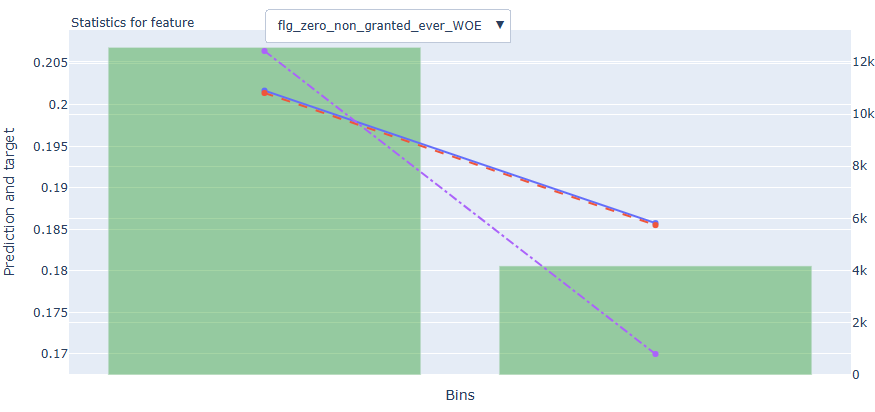 Statistics for feature
flg_zero_non_granted_ever_WOE ▼
Prediction and target
0.205
0.2
0.195
0.19
0.185
0.18
0.175
0.17
12k
10k
8k
6k
4k
2k
0
Bins